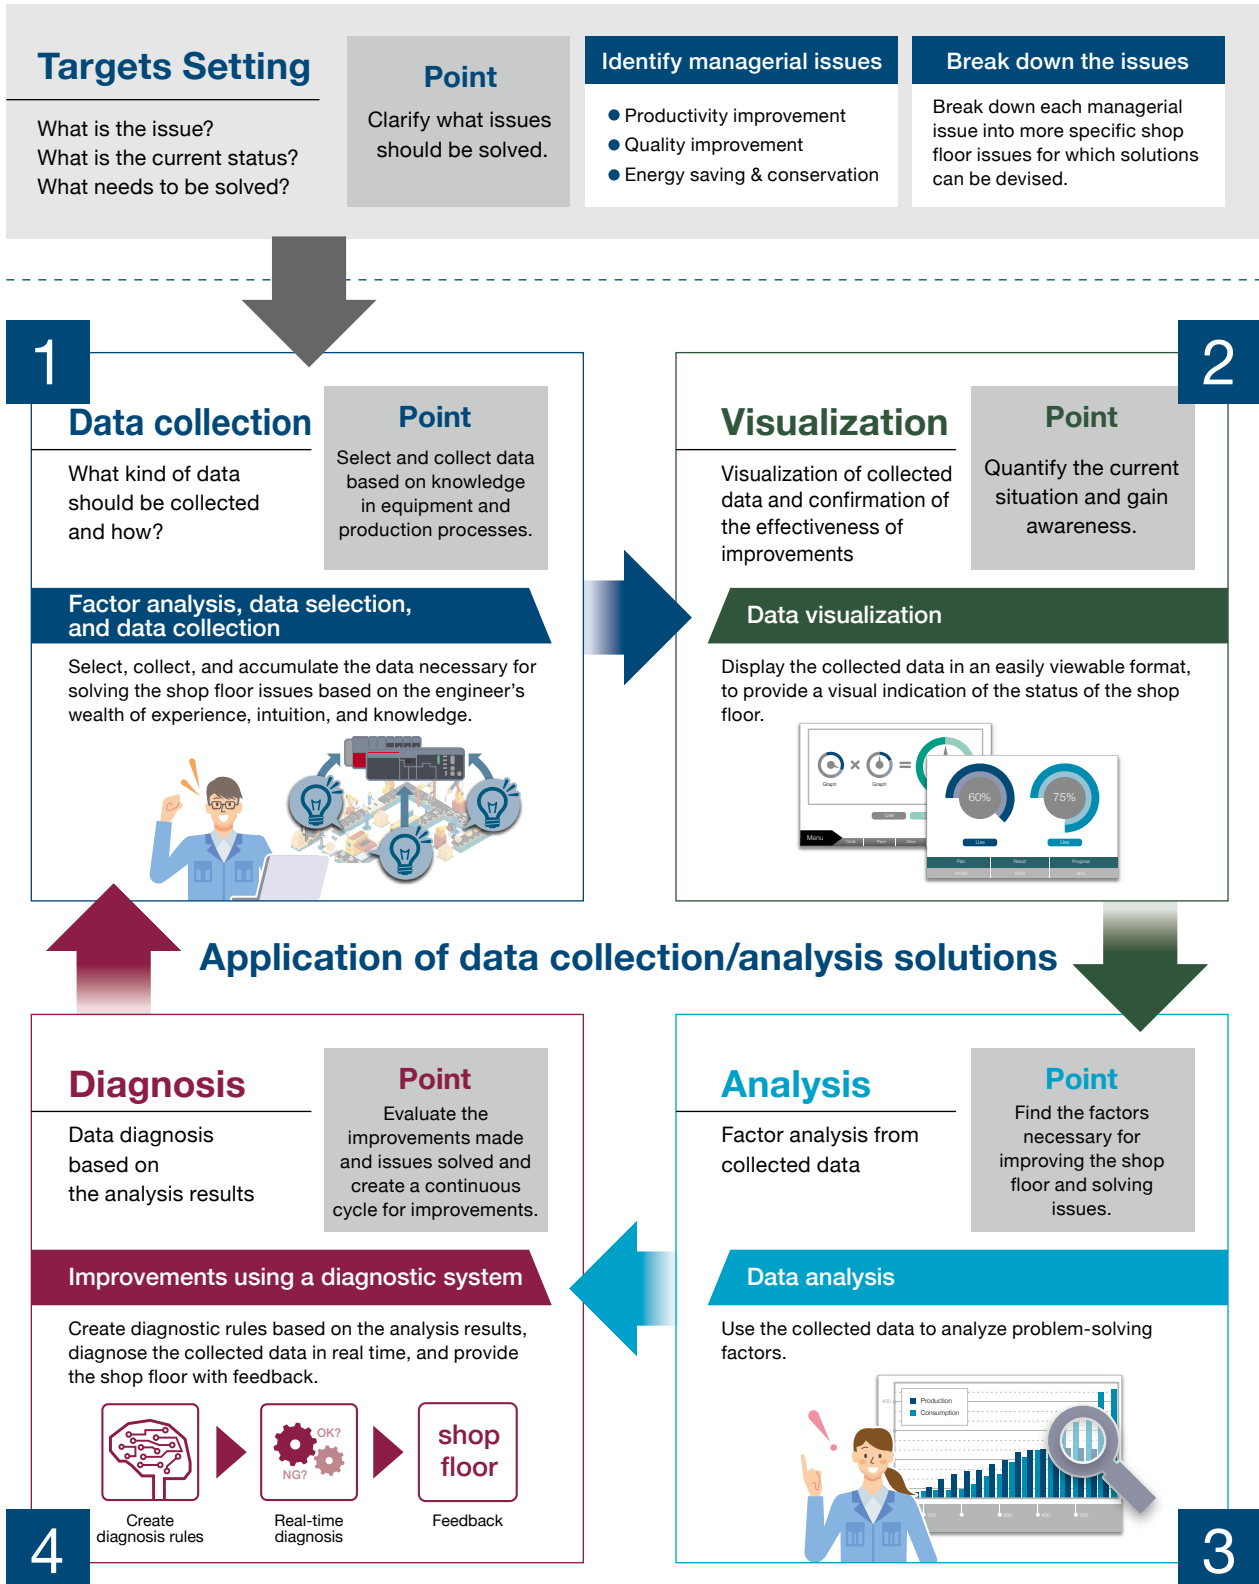 Targets Setting
What is the issue?
What is the current status?
What needs to be solved?
Point
Clarify what issues
should be solved.
Identify managerial issues
● Productivity improvement
● Quality improvement
● Energy saving & conservation
Break down the issues
Break down each managerial
issue into more specific shop
floor issues for which solutions
can be devised.
1
Data collection
What kind of data
should be collected
and how?
Point
Select and collect data
based on knowledge
in equipment and
production processes.
Factor analysis, data selection,
and data collection
Select, collect, and accumulate the data necessary for
solving the shop floor issues based on the engineer's
wealth of experience, intuition, and knowledge.
2
Visualization
Visualization of collected
data and confirmation of
the effectiveness of
improvements
Point
Quantify the current
situation and gain
awareness.
Data visualization
Display the collected data in an easily viewable format,
to provide a visual indication of the status of the shop
floor.
Graph
×
Graph
=
Line
Menu
60%
75%
Line
Line
Plan
Result
Progress
Application of data collection/analysis solutions
Diagnosis
Data diagnosis
based on
the analysis results
Point
Evaluate the
improvements made
and issues solved and
create a continuous
cycle for improvements.
Improvements using a diagnostic system
Create diagnostic rules based on the analysis results,
diagnose the collected data in real time, and provide
the shop floor with feedback.
OK?
NG?
shop
floor
Create
diagnosis rules
Real-time
diagnosis
Feedback
4
Analysis
Factor analysis from
collected data
Point
Find the factors
necessary for
improving the shop
floor and solving
issues.
Data analysis
Use the collected data to analyze problem-solving
factors.
Production
Consumption
3